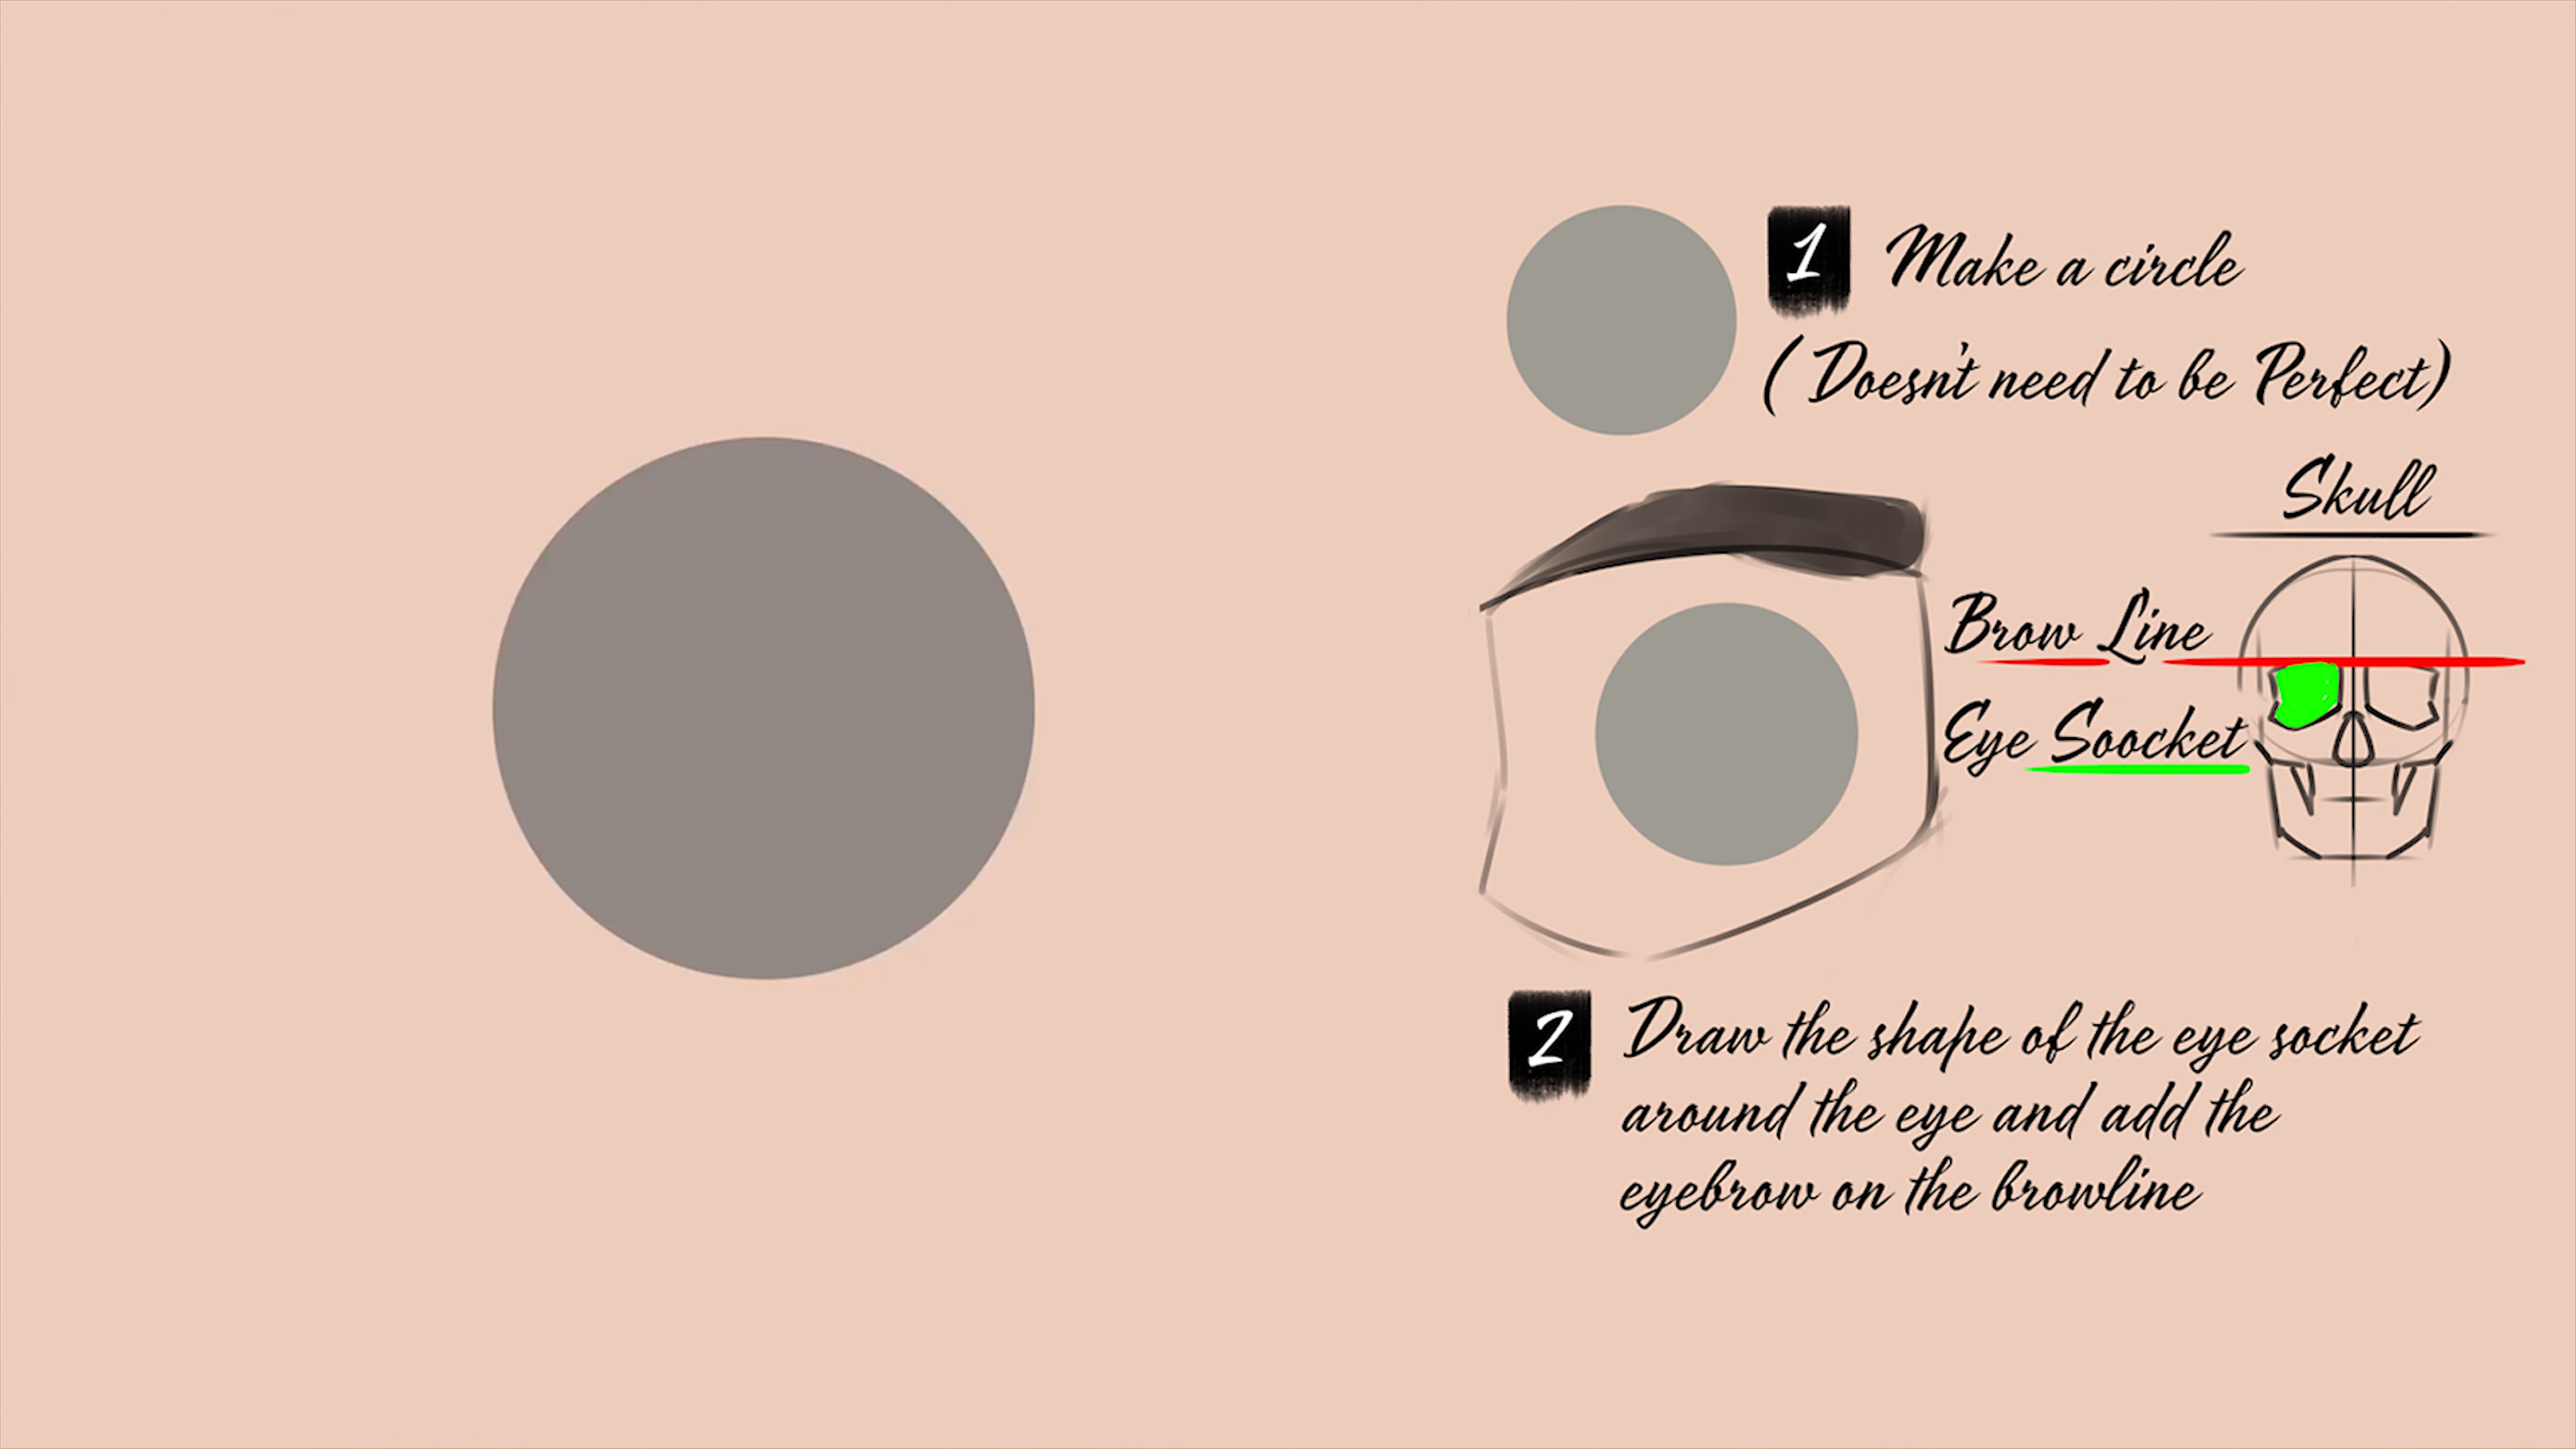 1 Make a circle
( Doesn't need to be Perfect)
Skull
Brow Line
Eye Soocket
2 Draw the shape of the eye socket
around the eye and add the
eyebrow on the browline